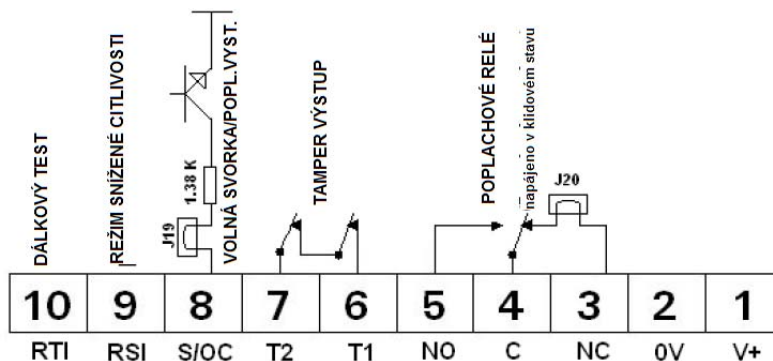 DÁLKOVÝ TEST
REŽIM SNÍŽENÉ CITLIVOSTI
J19
1.38 K
VOLNÁ SVORKA/POPL.VYST.
TAMPER VÝSTUP
POPLACHOVÉ RELÉ
napájeno v klidovém stavu
J20
10 9 8 7 6 5 4 3 2 1
RTI RSI S/OC T2 T1 NO C NC 0V V+